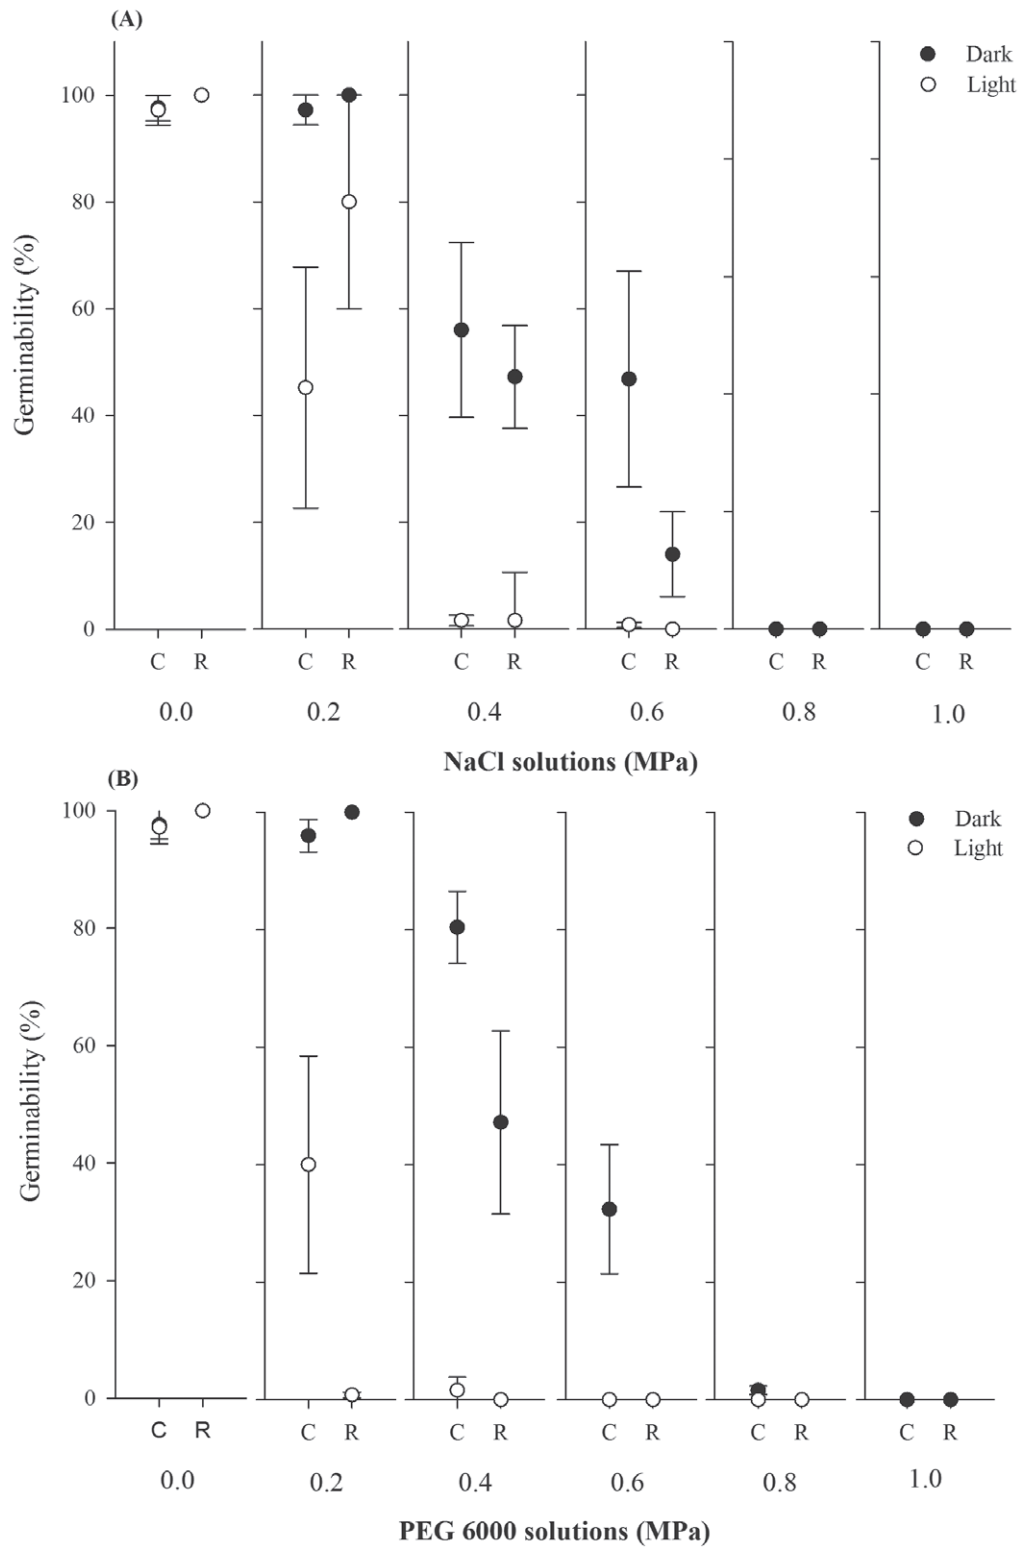 (A)
Dark
Light
100
80
60
40
20
0
Germinability (%)
C R C R C R C R C R C R
0.0 0.2 0.4 0.6 0.8 1.0
NaCl solutions (MPa)
(B)
Dark
Light
100
80
60
40
20
0
Germinability (%)
C R C R C R C R C R C R
0.0 0.2 0.4 0.6 0.8 1.0
PEG 6000 solutions (MPa)